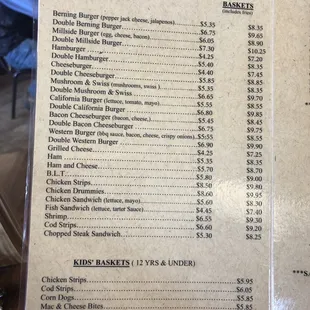 BASKETS
(includes fries)
Berning Burger (pepper jack cheese, jalapenos) $5.35 $8.35
Double Berning Burger $6.75 $9.65
Millside Burger (egg, cheese, bacon) $6.05 $8.90
Double Millside Burger $7.30 $10.25
Hamburger $4.25 $7.20
Double Hamburger $5.40 $8.35
Cheeseburger $4.40 $7.45
Double Cheeseburger $5.85 $8.85
Mushroom & Swiss (mushrooms, swiss) $5.35 $8.35
Double Mushroom & Swiss $6.65 $9.70
California Burger (lettuce, tomato, mayo) $5.55 $8.55
Double California Burger $6.80 $9.85
Bacon Cheeseburger (bacon, cheese,) $5.45 $8.45
Double Bacon Cheeseburger $6.75 $9.75
Western Burger (bbq sauce, bacon, cheese, crispy onions) $5.55 $8.55
Double Western Burger $6.90 $9.90
Grilled Cheese $4.25 $7.25
Ham $5.35 $8.35
Ham and Cheese $5.70 $8.70
B.L.T. $5.80 $9.00
Chicken Strips $8.50 $9.80
Chicken Drummies $8.60 $9.95
Chicken Sandwich (lettuce, mayo) $5.60 $8.60
Fish Sandwich (lettuce, tartar Sauce) $4.45 $7.40
Shrimp $6.55 $9.50
Cod Strips $6.60 $9.20
Chopped Steak Sandwich $5.30 $8.25
KIDS' BASKETS ( 12 YRS & UNDER)
Chicken Strips $5.95
Cod Strips $6.05
Corn Dogs $5.85
Mac & Cheese Bites $5.85